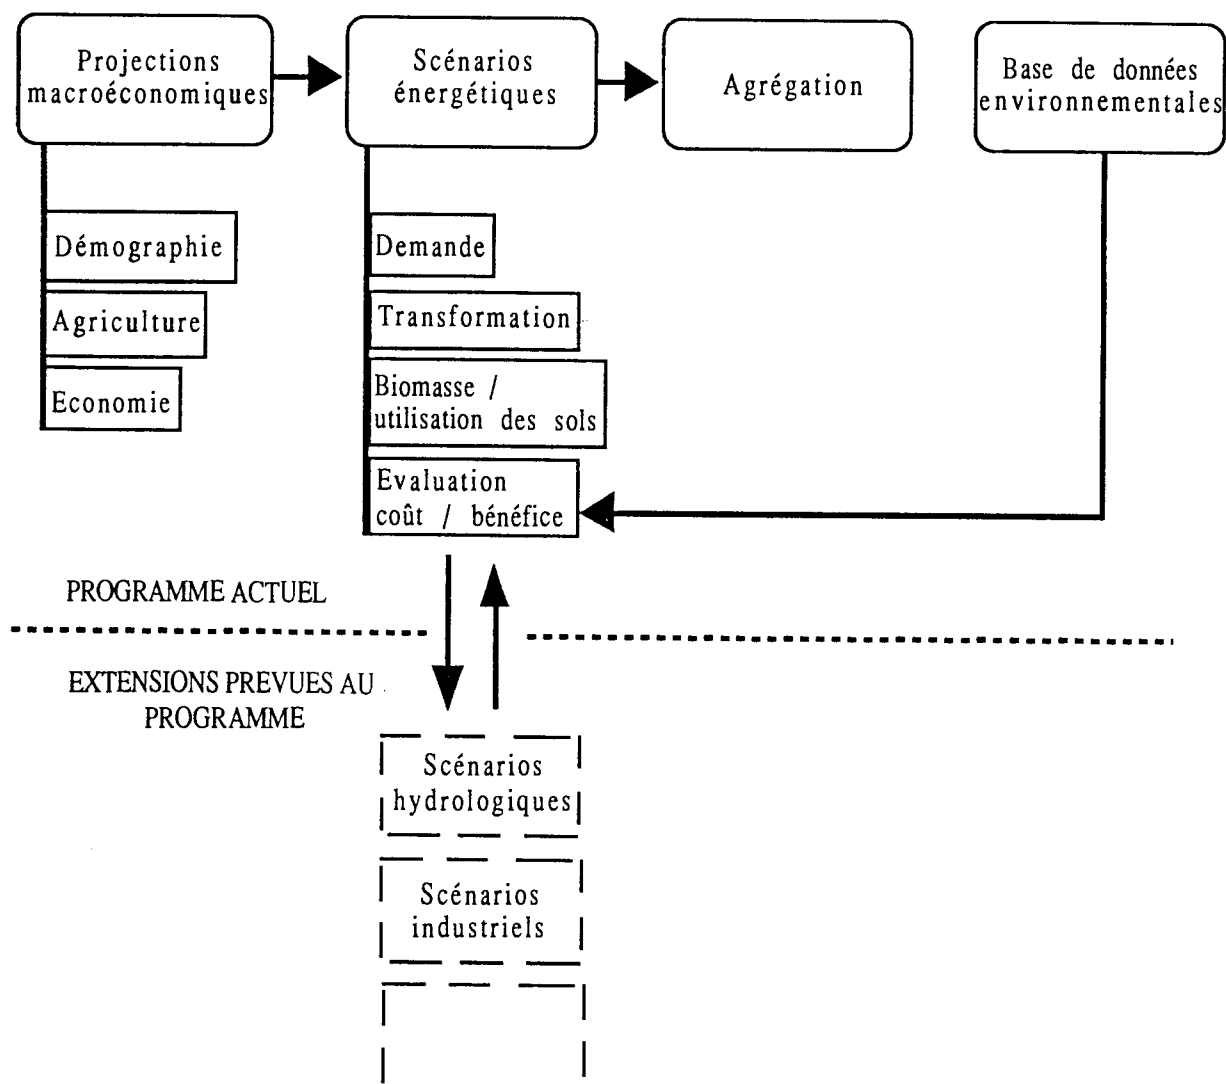 Projections
macroéconomiques
Scénarios
énergétiques
Agrégation
Base de données
environnementales
Démographie
Agriculture
Economie
Demande
Transformation
Biomasse /
utilisation des sols
Evaluation
coût / bénéfice
PROGRAMME ACTUEL
EXTENSIONS PREVUES AU
PROGRAMME
Scénarios
hydrologiques
Scénarios
industriels